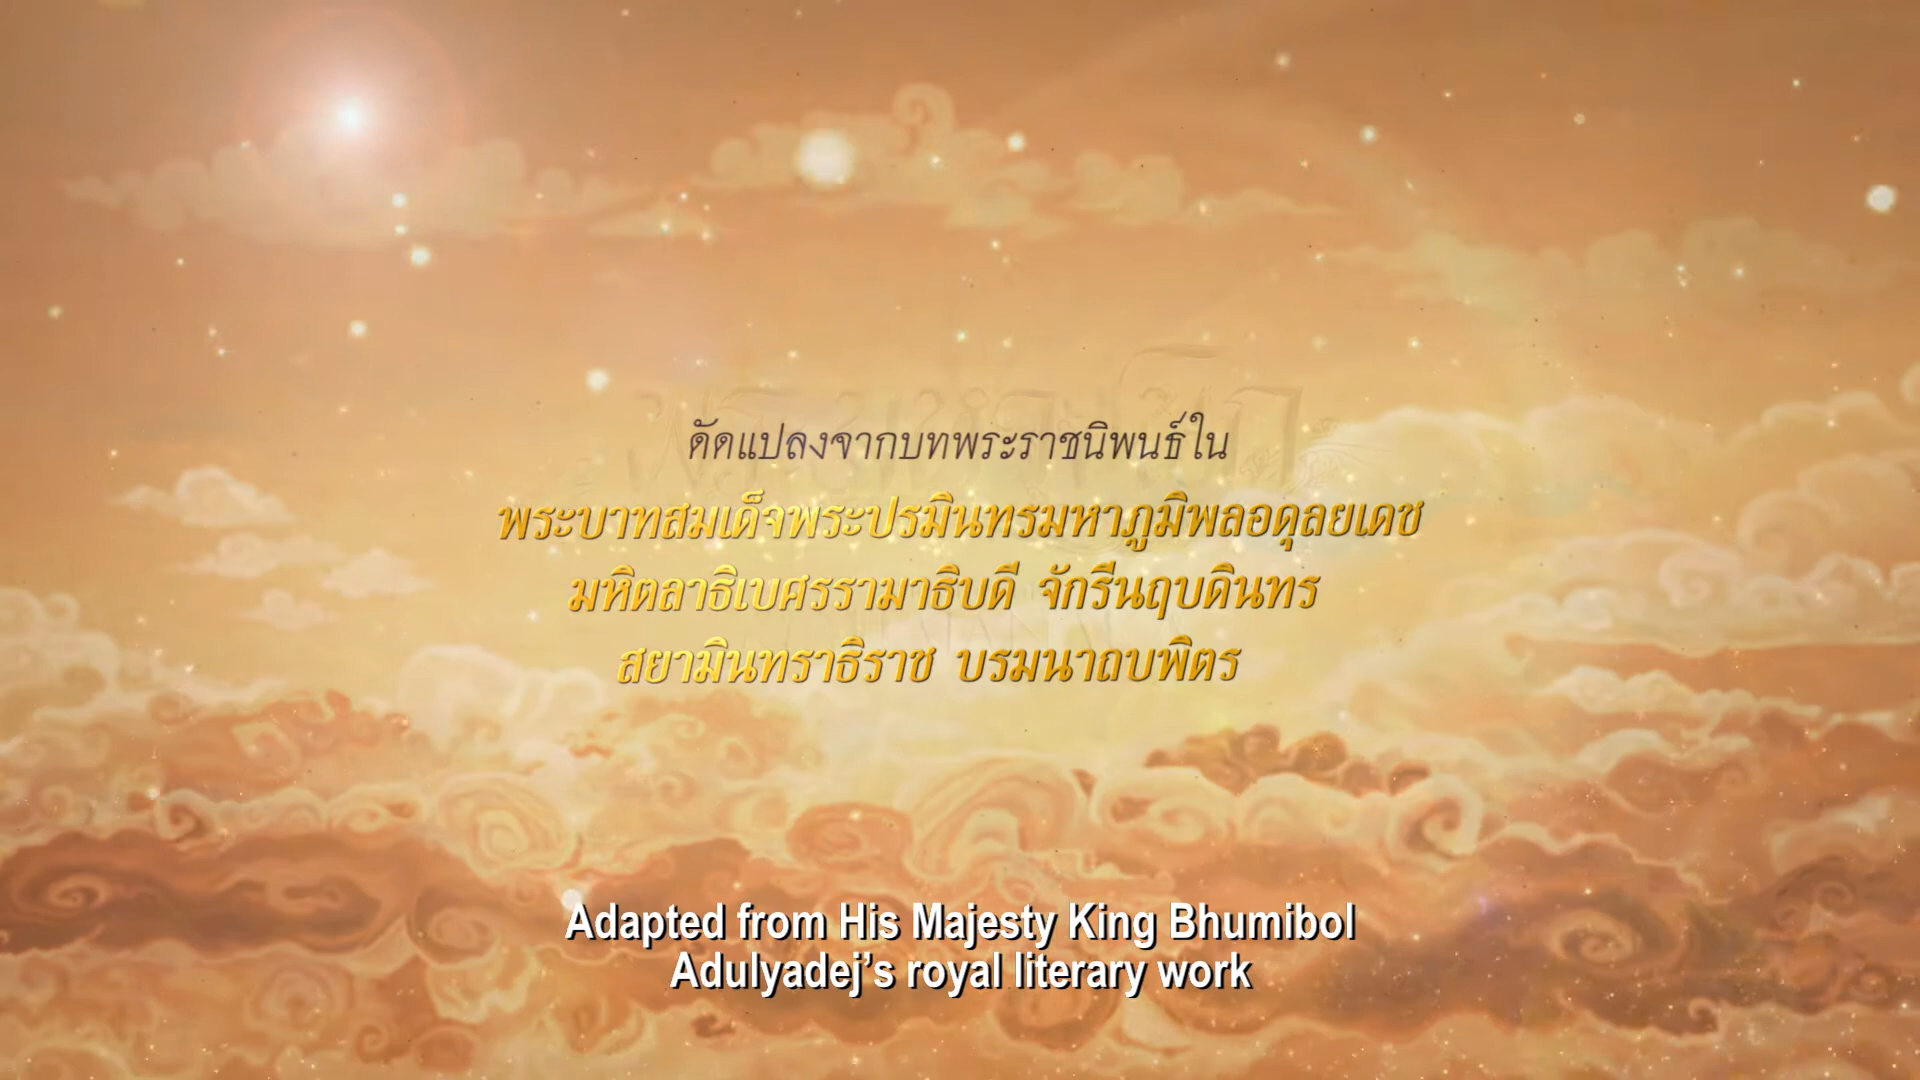 ดัดแปลงจากบทพระราชนิพนธ์ใน
พระบาทสมเด็จพระปรมินทรมหาภูมิพลอดุลยเดช
มหิตลาธิเบศรรามาธิบดี จักรีนฤบดินทร
สยามินทราธิราช บรมนาถบพิตร
Adapted from His Majesty King Bhumibol
Adulyadej’s royal literary work